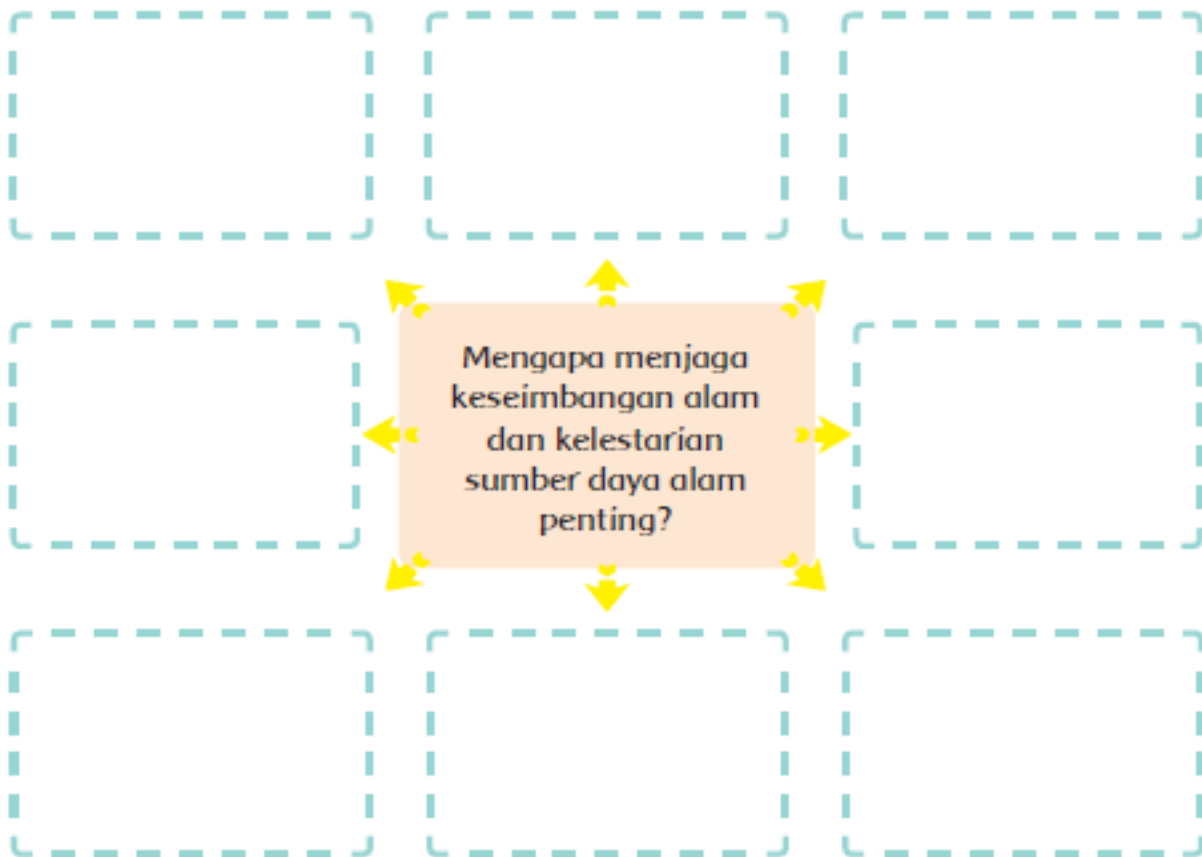 Mengapa menjaga
keseimbangan alam
dan kelestarian
sumber daya alam
penting?